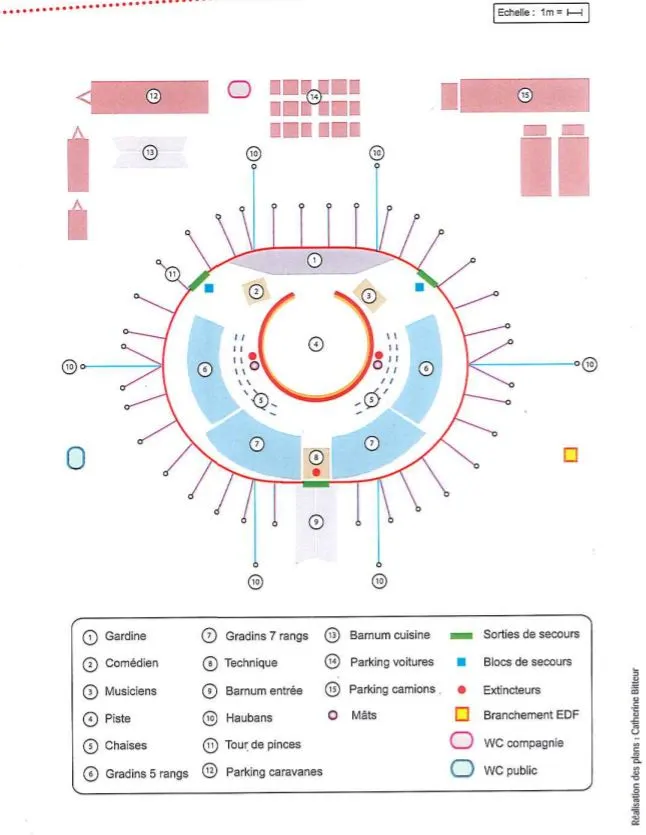 Echelle : 1m =
12
14
15
13
10
10
1
11
2
3
4
6
6
5
5
10
10
7
7
8
9
10
10
1 Gardine
2 Comédien
3 Musiciens
4 Piste
5 Chaises
6 Gradins 5 rangs
7 Gradins 7 rangs
8 Technique
9 Barnum entrée
10 Haubans
11 Tour de pinces
12 Parking caravanes
13 Barnum cuisine
14 Parking voitures
15 Parking camions
Mâts
Sorties de secours
Blocs de secours
Extincteurs
Branchement EDF
WC compagnie
WC public
Réalisation des plans : Catherine Bitteur